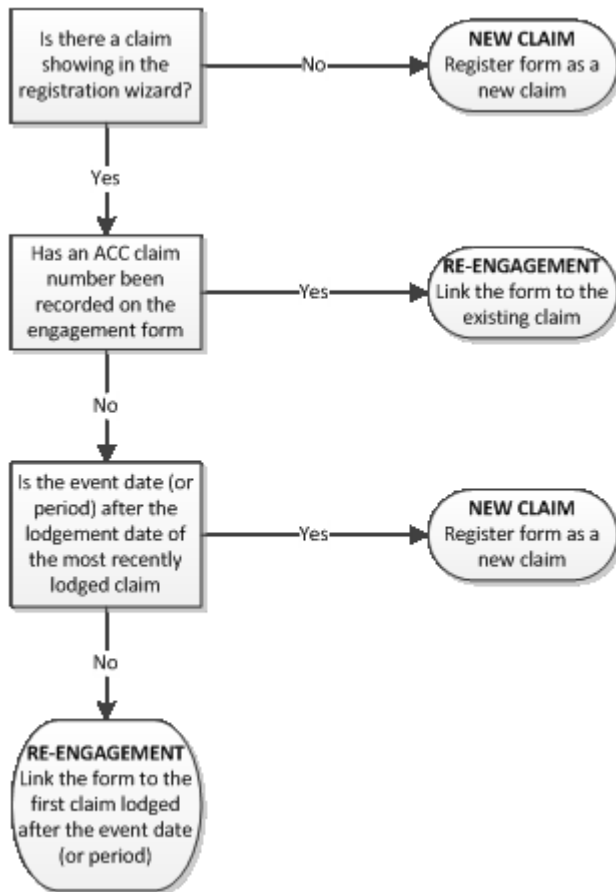 Is there a claim
showing in the
registration wizard?
No
NEW CLAIM
Register form as a
new claim
Yes
Has an ACC claim
number been
recorded on the
engagement form
Yes
RE-ENGAGEMENT
Link the form to the
existing claim
No
Is the event date (or
period) after the
lodgement date of
the most recently
lodged claim
Yes
NEW CLAIM
Register form as a
new claim
No
RE-ENGAGEMENT
Link the form to the
first claim lodged
after the event date
(or period)